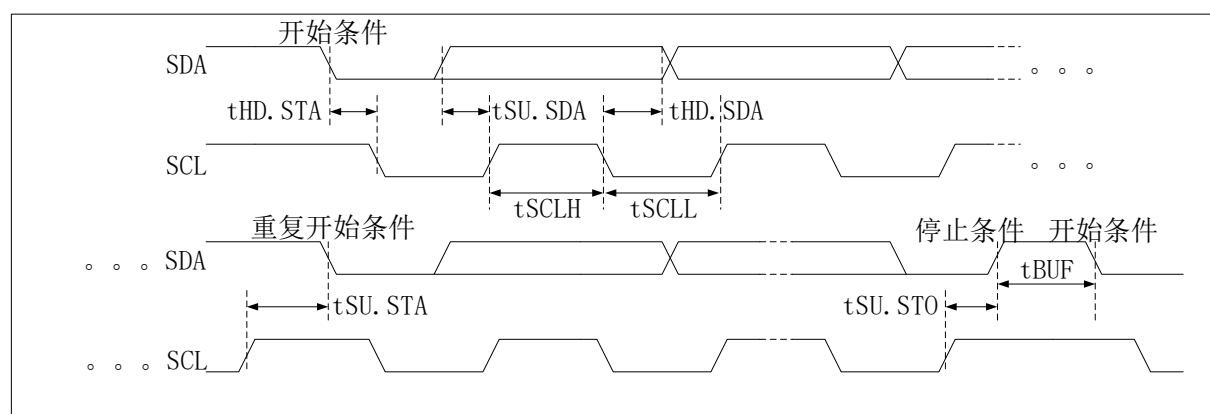 开始条件
SDA
。。。
tHD.STA
tSU.SDA
tHD.SDA
SCL
。。。
tSCLH
tSCLL
重复开始条件
停止条件
开始条件
。。。SDA
tBUF
tSU.STA
tSU.STO
。。。SCL